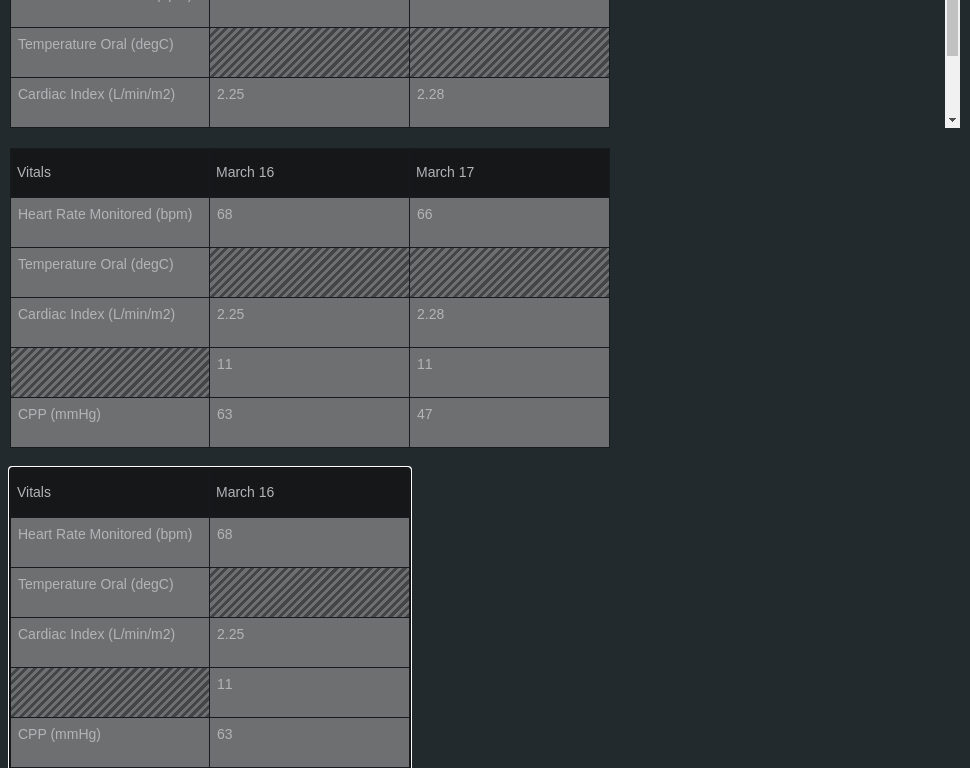 Temperature Oral (degC)
Cardiac Index (L/min/m2) 2.25 2.28
Vitals March 16 March 17
Heart Rate Monitored (bpm) 68 66
Temperature Oral (degC)
Cardiac Index (L/min/m2) 2.25 2.28
11 11
CPP (mmHg) 63 47
Vitals March 16
Heart Rate Monitored (bpm) 68
Temperature Oral (degC)
Cardiac Index (L/min/m2) 2.25
11
CPP (mmHg) 63